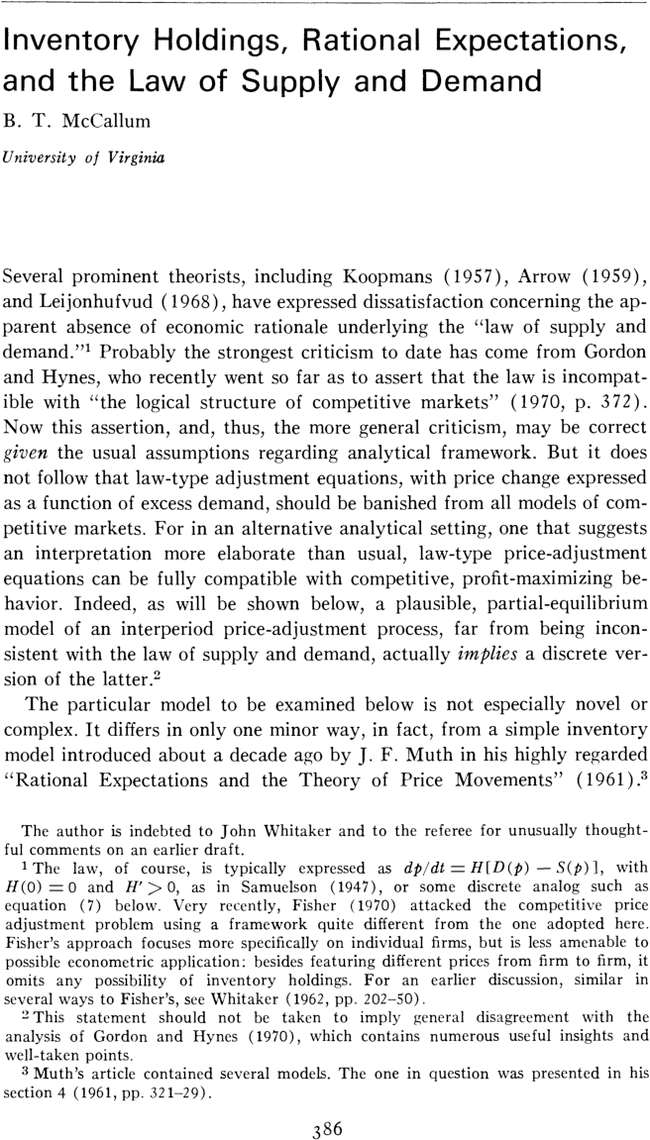 Inventory Holdings, Rational Expectations,
and the Law of Supply and Demand
B. T. McCallum
University of Virginia
Several prominent theorists, including Koopmans (1957), Arrow (1959),
and Leijonhufvud (1968), have expressed dissatisfaction concerning the ap-
parent absence of economic rationale underlying the “law of supply and
demand.”1 Probably the strongest criticism to date has come from Gordon
and Hynes, who recently went so far as to assert that the law is incompat-
ible with “the logical structure of competitive markets” (1970, p. 372).
Now this assertion, and, thus, the more general criticism, may be correct
given the usual assumptions regarding analytical framework. But it does
not follow that law-type adjustment equations, with price change expressed
as a function of excess demand, should be banished from all models of com-
petitive markets. For in an alternative analytical setting, one that suggests
an interpretation more elaborate than usual, law-type price-adjustment
equations can be fully compatible with competitive, profit-maximizing be-
havior. Indeed, as will be shown below, a plausible, partial-equilibrium
model of an interperiod price-adjustment process, far from being incon-
sistent with the law of supply and demand, actually implies a discrete ver-
sion of the latter.2
The particular model to be examined below is not especially novel or
complex. It differs in only one minor way, in fact, from a simple inventory
model introduced about a decade ago by J. F. Muth in his highly regarded
“Rational Expectations and the Theory of Price Movements” (1961).3
The author is indebted to John Whitaker and to the referee for unusually thought-
ful comments on an earlier draft.
1 The law, of course, is typically expressed as dp/dt = H[D(p) − S(p)], with
H(0) = 0 and H′ > 0, as in Samuelson (1947), or some discrete analog such as
equation (7) below. Very recently, Fisher (1970) attacked the competitive price
adjustment problem using a framework quite different from the one adopted here.
Fisher's approach focuses more specifically on individual firms, but is less amenable to
possible econometric application: besides featuring different prices from firm to firm, it
omits any possibility of inventory holdings. For an earlier discussion, similar in
several ways to Fisher's, see Whitaker (1962, pp. 202–50).
2 This statement should not be taken to imply general disagreement with the
analysis of Gordon and Hynes (1970), which contains numerous useful insights and
well-taken points.
3 Muth's article contained several models. The one in question was presented in his
section 4 (1961, pp. 321–29).
386